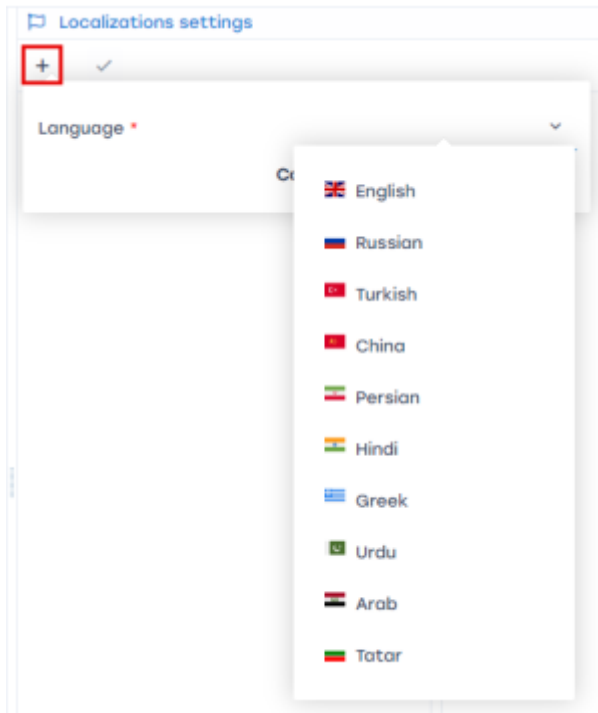 Localizations settings
+
Language *
English
Russian
Turkish
China
Persian
Hindi
Greek
Urdu
Arab
Tatar